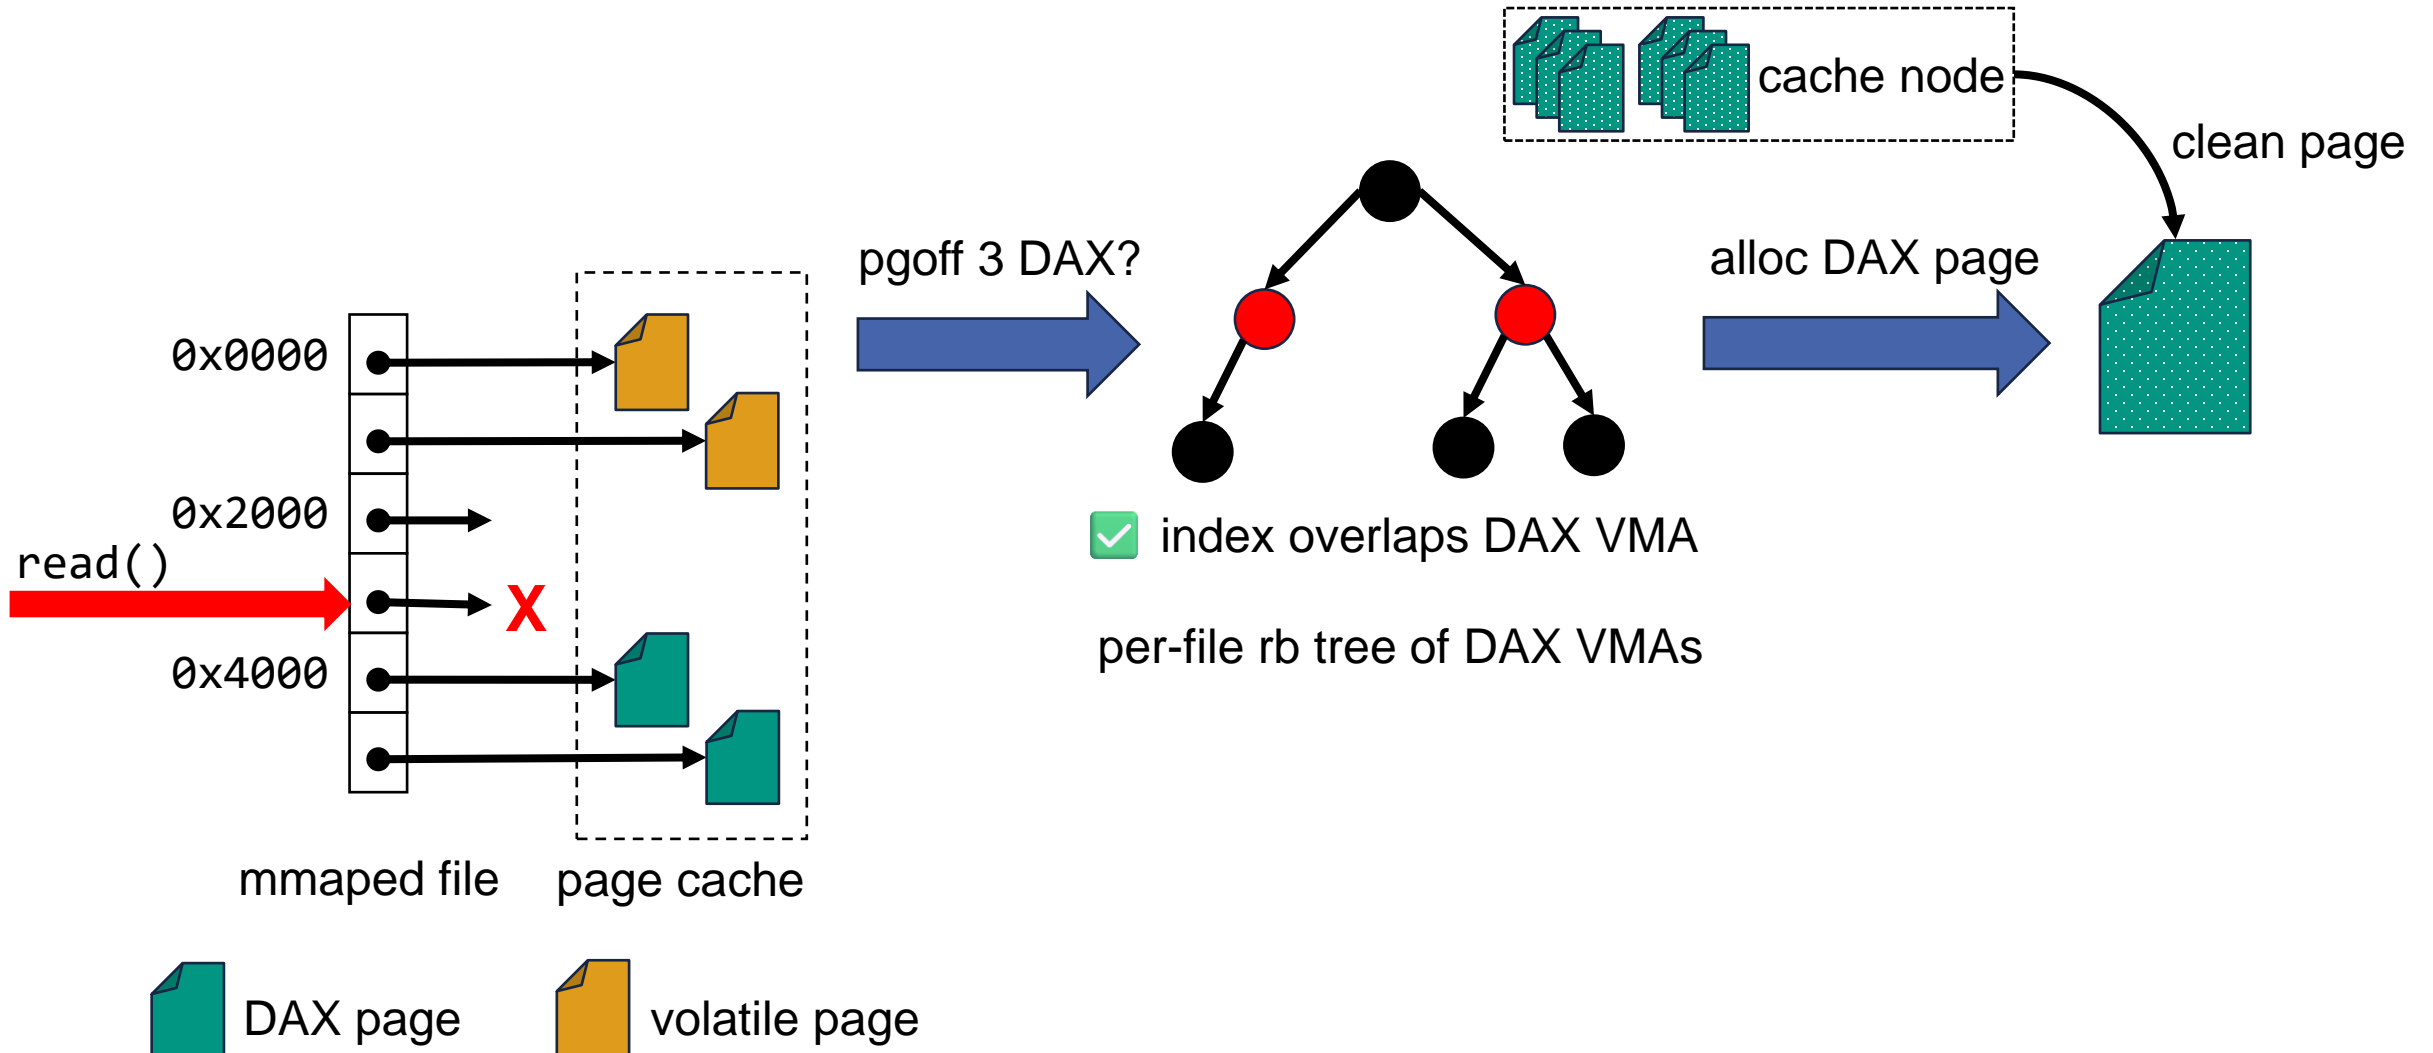 cache node
clean page
pgoff 3 DAX?
alloc DAX page
0x0000
0x2000
read()
X
0x4000
index overlaps DAX VMA
per-file rb tree of DAX VMAs
mmaped file
page cache
DAX page
volatile page